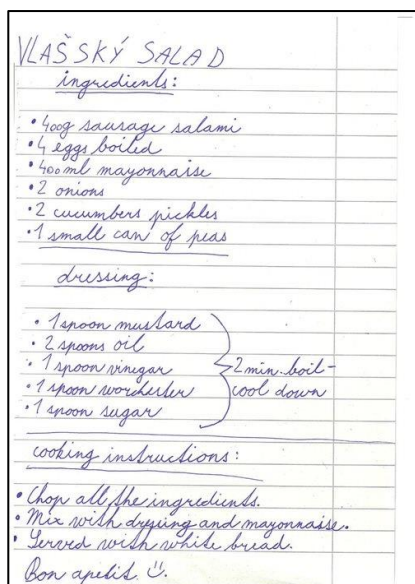 VLAŠSKÝ SALAD
ingredients:
• 400g sausage salami
• 4 eggs boiled
• 400ml mayonnaise
• 2 onions
• 2 cucumbers pickles
• 1 small can of peas
dressing:
• 1 spoon mustard
• 2 spoons oil
• 1 spoon vinegar
• 1 spoon worchester
• 1 spoon sugar
2 min. boil -
cool down
cooking instructions:
• Chop all the ingredients.
• Mix with dressing and mayonnaise.
• Served with white bread.
Bon apetit. :).